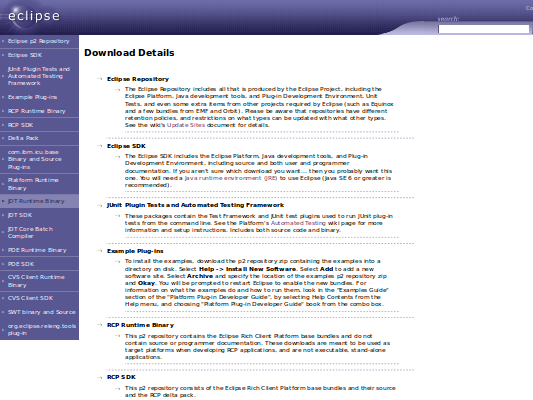 eclipse
Co
search:
Eclipse p2 Repository
Eclipse SDK
JUnit Plugin Tests and
Automated Testing
Framework
Example Plug-ins
RCP Runtime Binary
RCP SDK
Delta Pack
com.ibm.icu.base
Binary and Source
Plug-ins
Platform Runtime
Binary
JDT Runtime Binary
JDT SDK
JDT Core Batch
Compiler
PDE Runtime Binary
PDE SDK
CVS Client Runtime
Binary
CVS Client SDK
SWT binary and Source
org.eclipse.releng.tools
plug-in
Download Details
Eclipse Repository
The Eclipse Repository includes all that is produced by the Eclipse Project, including the
Eclipse Platform, Java development tools, and Plug-in Development Environment, Unit
Tests, and even some extra items from other projects required by Eclipse (such as Equinox
and a few bundles from EMF and Orbit). Please be aware that repositories have different
retention policies, and restrictions on what types can be updated with what other types.
See the wiki's Update Sites document for details.
Eclipse SDK
The Eclipse SDK includes the Eclipse Platform, Java development tools, and Plug-in
Development Environment, including source and both user and programmer
documentation. If you aren't sure which download you want... then you probably want this
one. You will need a java runtime environment (JRE) to use Eclipse (Java SE 6 or greater is
recommended).
JUnit Plugin Tests and Automated Testing Framework
These packages contain the Test Framework and JUnit test plugins used to run JUnit plug-in
tests from the command line. See the Platform's Automated Testing wiki page for more
information and setup instructions. Includes both source code and binary.
Example Plug-ins
To install the examples, download the p2 repository zip containing the examples into a
directory on disk. Select Help -> Install New Software. Select Add to add a new
software site. Select Archive and specify the location of the examples p2 repository zip
and Okay. You will be prompted to restart Eclipse to enable the new bundles. For
information on what the examples do and how to run them, look in the "Examples Guide"
section of the "Platform Plug-in Developer Guide", by selecting Help Contents from the
Help menu, and choosing "Platform Plug-in Developer Guide" book from the combo box.
RCP Runtime Binary
This p2 repository contains the Eclipse Rich Client Platform base bundles and do not
contain source or programmer documentation. These downloads are meant to be used as
target platforms when developing RCP applications, and are not executable, stand-alone
applications.
RCP SDK
This p2 repository consists of the Eclipse Rich Client Platform base bundles and their source
and the RCP delta pack.